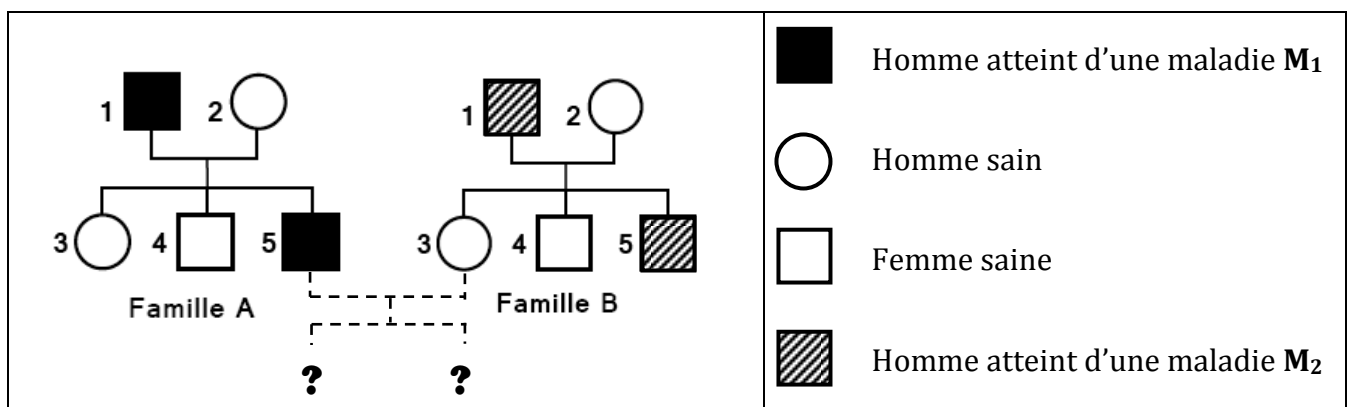 1 2 1 2
3 4 5 3 4 5
Famille A Famille B
? ?
Homme atteint d’une maladie M₁
Homme sain
Femme saine
Homme atteint d’une maladie M₂